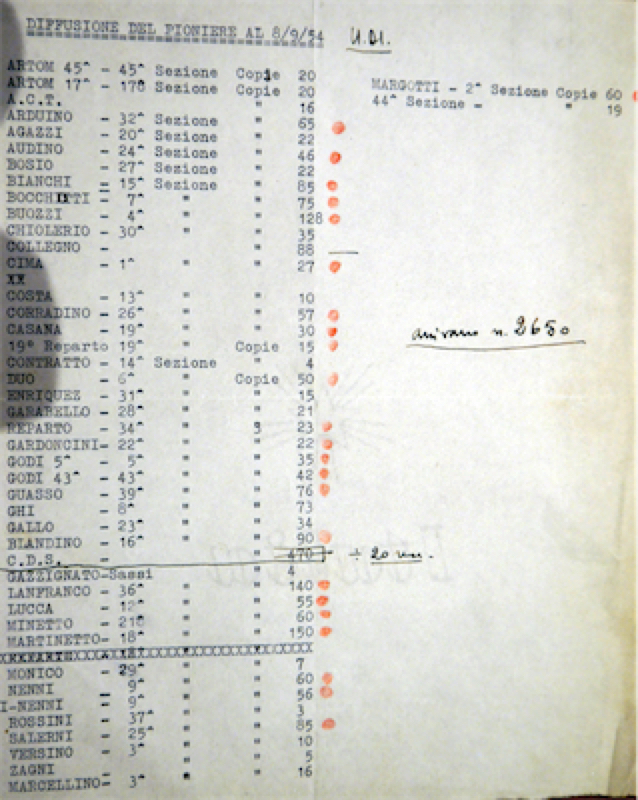 DIFFUSIONE DEL PIONIERE AL 8/9/54 U.D.I.
ARTOM 45^ - 45^ Sezione Copie 20
ARTOM 17^ - 178 Sezione Copie 20
A.C.T. " 16
ARDUINO - 32^ Sezione " 65
AGAZZI - 20^ Sezione " 22
AUDINO - 24^ Sezione " 46
BOSIO - 27^ Sezione " 22
BIANCHI - 15^ Sezione " 85
BOCCHITTI - 7^ " " 75
BUOZZI - 4^ " " 128
CHIOLERIO - 30^ " " 35
COLLEGNO - " " 88
CIMA - 1^ " " 27
XX
COSTA - 13^ " " 10
CORRADINO - 26^ " " 57
CASANA - 19^ " " 30
19° Reparto 19^ " Copie 15
CONTRATTO - 14^ Sezione " 4
DUO - 6^ " Copie 50
ENRIQUEZ - 31^ " " 15
GARABELLO - 28^ " " 21
REPARTO - 34^ " 3 23
GARDONCINI- 22^ " " 22
GODI 5^ - 5^ " " 35
GODI 43^ - 43^ " " 42
GUASSO - 39^ " " 76
GHI - 8^ " " 73
GALLO - 23^ " " 34
BLANDINO - 16^ " " 90
C.D.S. - " 470
GAZZIGNATO-Sassi " 4
LANFRANCO - 36^ " " 140
LUCCA - 12^ " " 55
MINETTO - 218 " " 60
MARTINETTO- 18^ " " 150
MONICO - 29^ " " 7
NENNI - 9^ " " 60
I-NENNI - 9^ " " 56
ROSSINI - 37^ " " 3
SALERNI - 25^ " " 85
VERSINO - 3^ " " 10
ZAGNI " " 5
MARCELLINO- 3^ " " 16
MARGOTTI - 2^ Sezione Copie 60
44^ Sezione - " 19
arrivano n. 2650
÷ 20